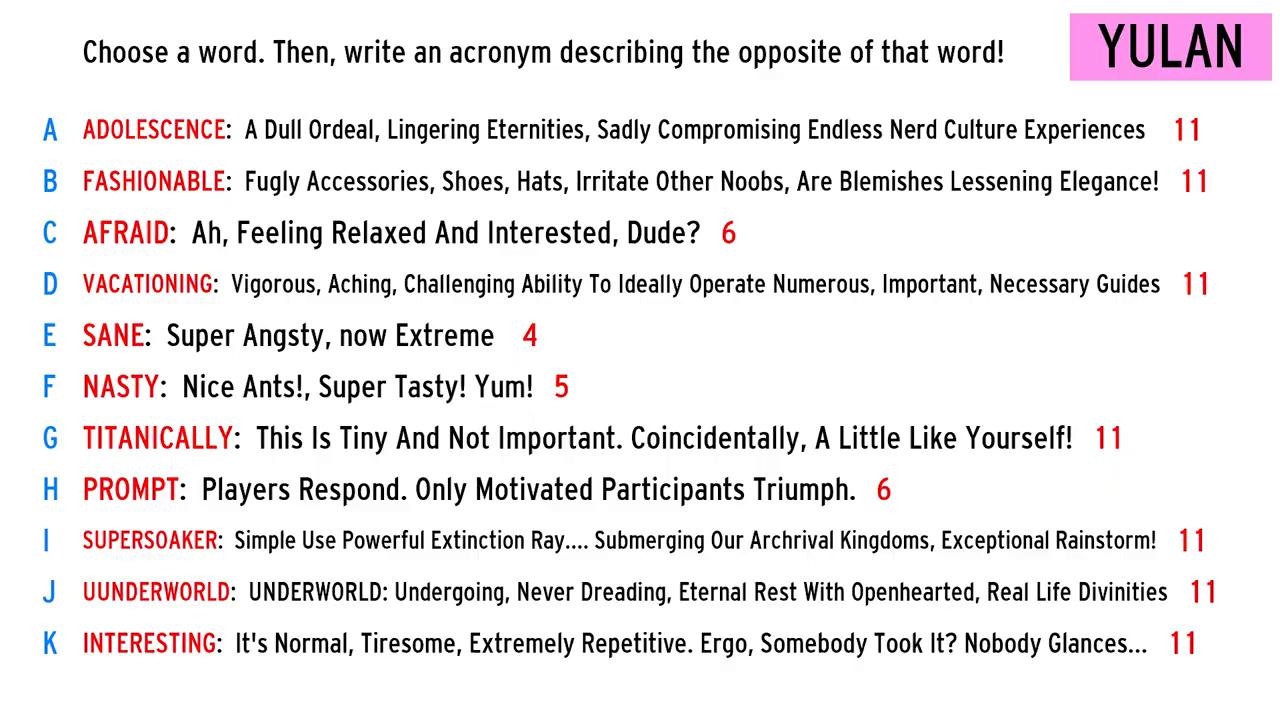 Choose a word. Then, write an acronym describing the opposite of that word!
YULAN
A ADOLESCENCE: A Dull Ordeal, Lingering Eternities, Sadly Compromising Endless Nerd Culture Experiences 11
B FASHIONABLE: Fugly Accessories, Shoes, Hats, Irritate Other Noobs, Are Blemishes Lessening Elegance! 11
C AFRAID: Ah, Feeling Relaxed And Interested, Dude? 6
D VACATIONING: Vigorous, Aching, Challenging Ability To Ideally Operate Numerous, Important, Necessary Guides 11
E SANE: Super Angsty, now Extreme 4
F NASTY: Nice Ants!, Super Tasty! Yum! 5
G TITANICALLY: This Is Tiny And Not Important. Coincidentally, A Little Like Yourself! 11
H PROMPT: Players Respond. Only Motivated Participants Triumph. 6
I SUPERSOAKER: Simple Use Powerful Extinction Ray.... Submerging Our Archrival Kingdoms, Exceptional Rainstorm! 11
J UUNDERWORLD: UNDERWORLD: Undergoing, Never Dreading, Eternal Rest With Openhearted, Real Life Divinities 11
K INTERESTING: It's Normal, Tiresome, Extremely Repetitive. Ergo, Somebody Took It? Nobody Glances... 11